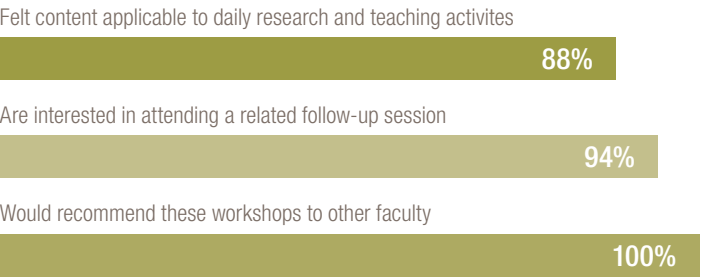 Felt content applicable to daily research and teaching activites
88%
Are interested in attending a related follow-up session
94%
Would recommend these workshops to other faculty
100%